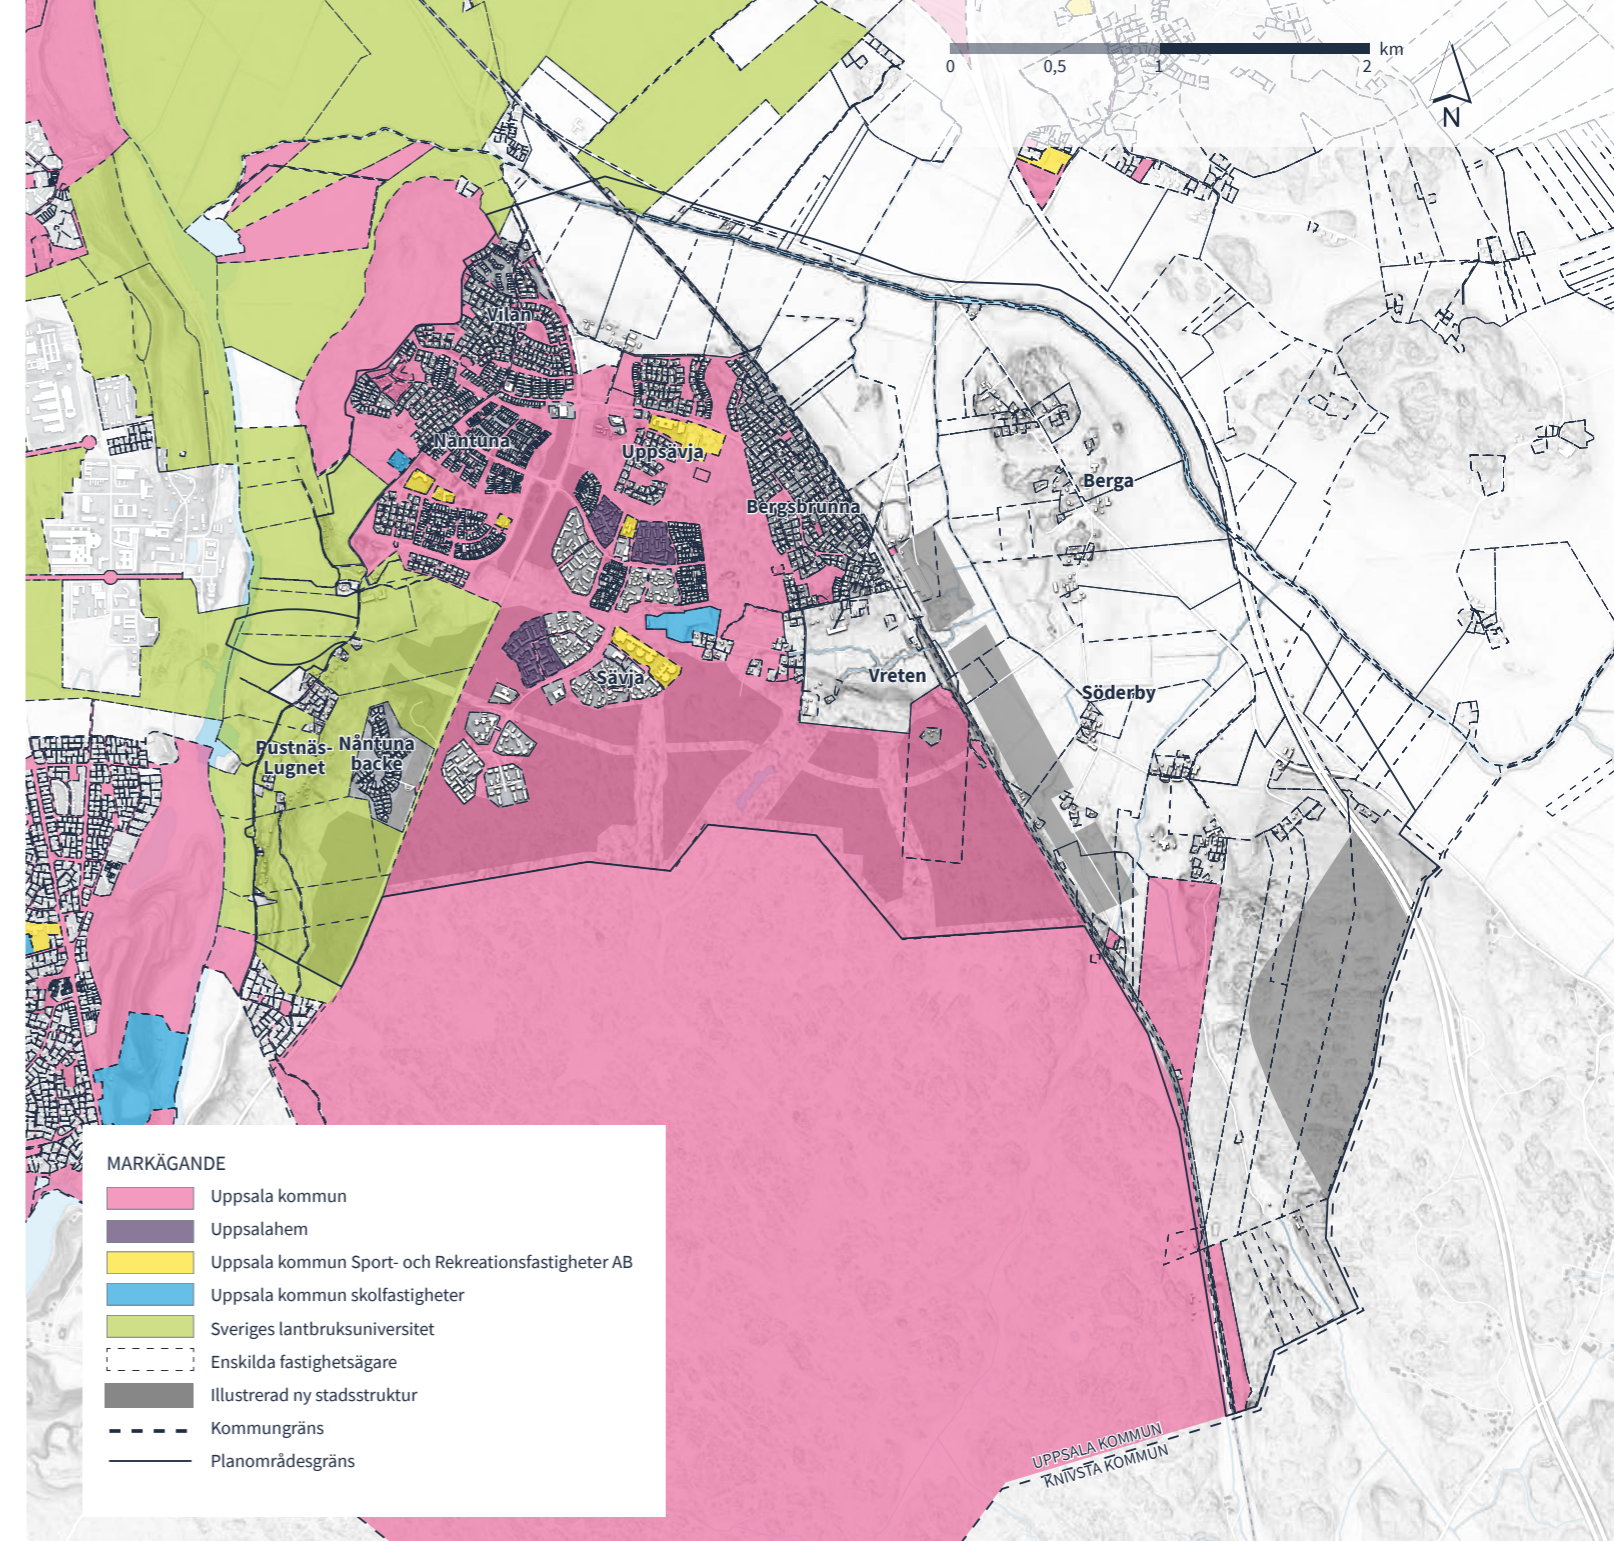 km
0 0,5 1 2
N
Vilan
Nåntuna
Uppsävja
Berga
Bergsbrunna
Sävja
Vreten
Söderby
Pustnäs-
Lugnet
Nåntuna
backe
MARKÄGANDE
Uppsala kommun
Uppsalahem
Uppsala kommun Sport- och Rekreationsfastigheter AB
Uppsala kommun skolfastigheter
Sveriges lantbruksuniversitet
Enskilda fastighetsägare
Illustrerad ny stadsstruktur
Kommungräns
Planområdesgräns
UPPSALA KOMMUN
KNIVSTA KOMMUN